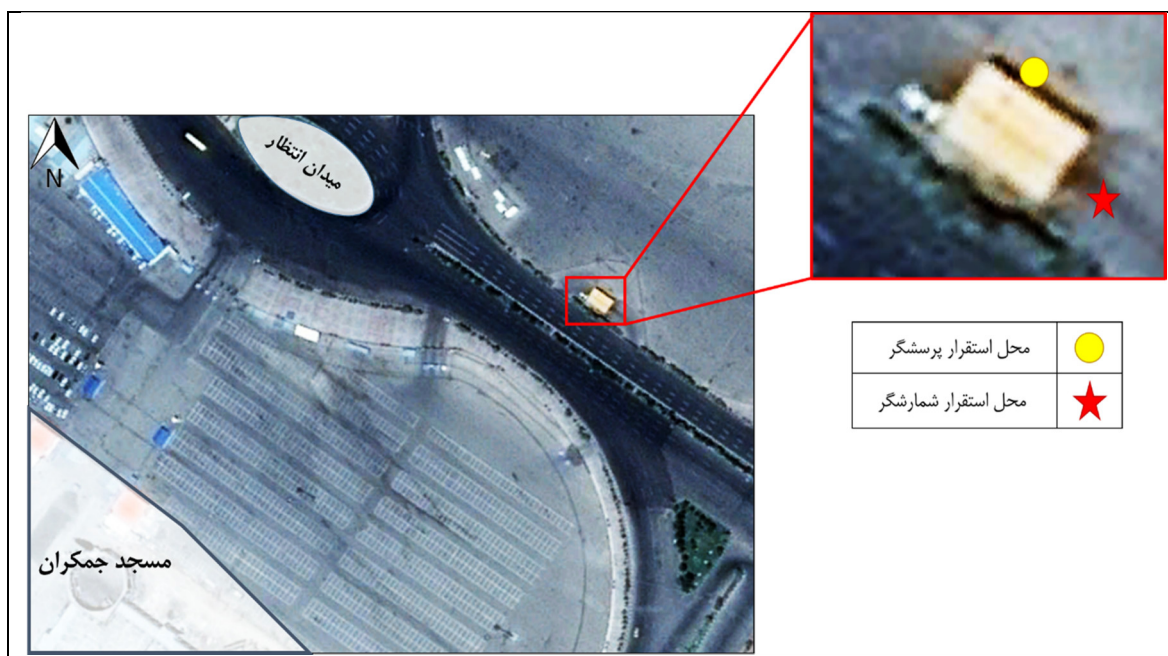 N
میدان انتظار
مسجد جمکران
محل استقرار پرسشگر
محل استقرار شمارشگر